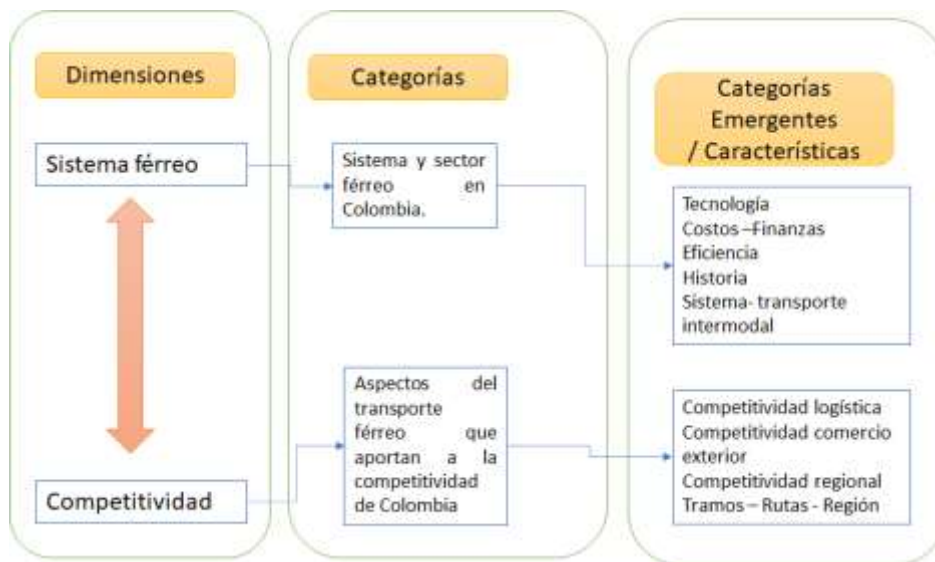 Dimensiones
Sistema férreo
Competitividad
Categorías
Sistema y sector
férreo en
Colombia.
Aspectos del
transporte
férreo que
aportan a la
competitividad
de Colombia
Categorías
Emergentes
/ Características
Tecnología
Costos –Finanzas
Eficiencia
Historia
Sistema- transporte
intermodal
Competitividad logística
Competitividad comercio
exterior
Competitividad regional
Tramos – Rutas - Región